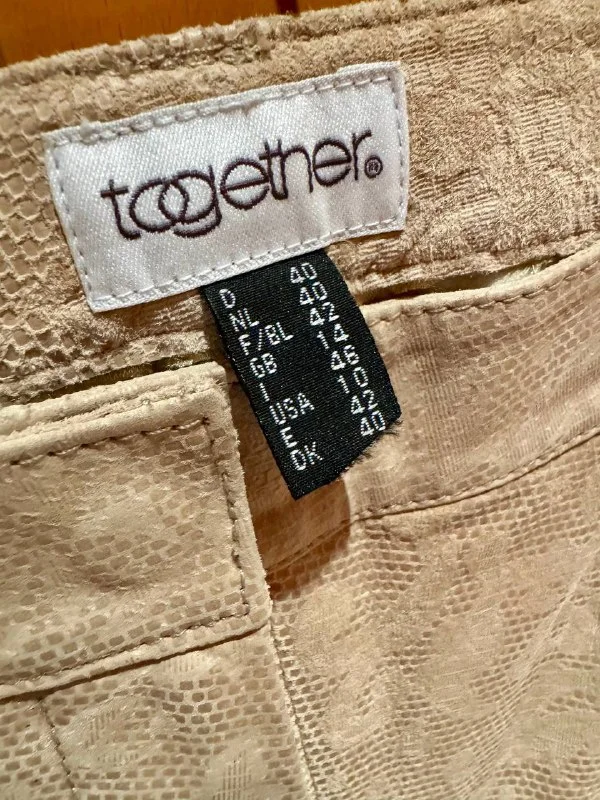 together®
D 40
NL 40
F/BL 42
GB 14
I 46
USA 10
E 42
DK 40